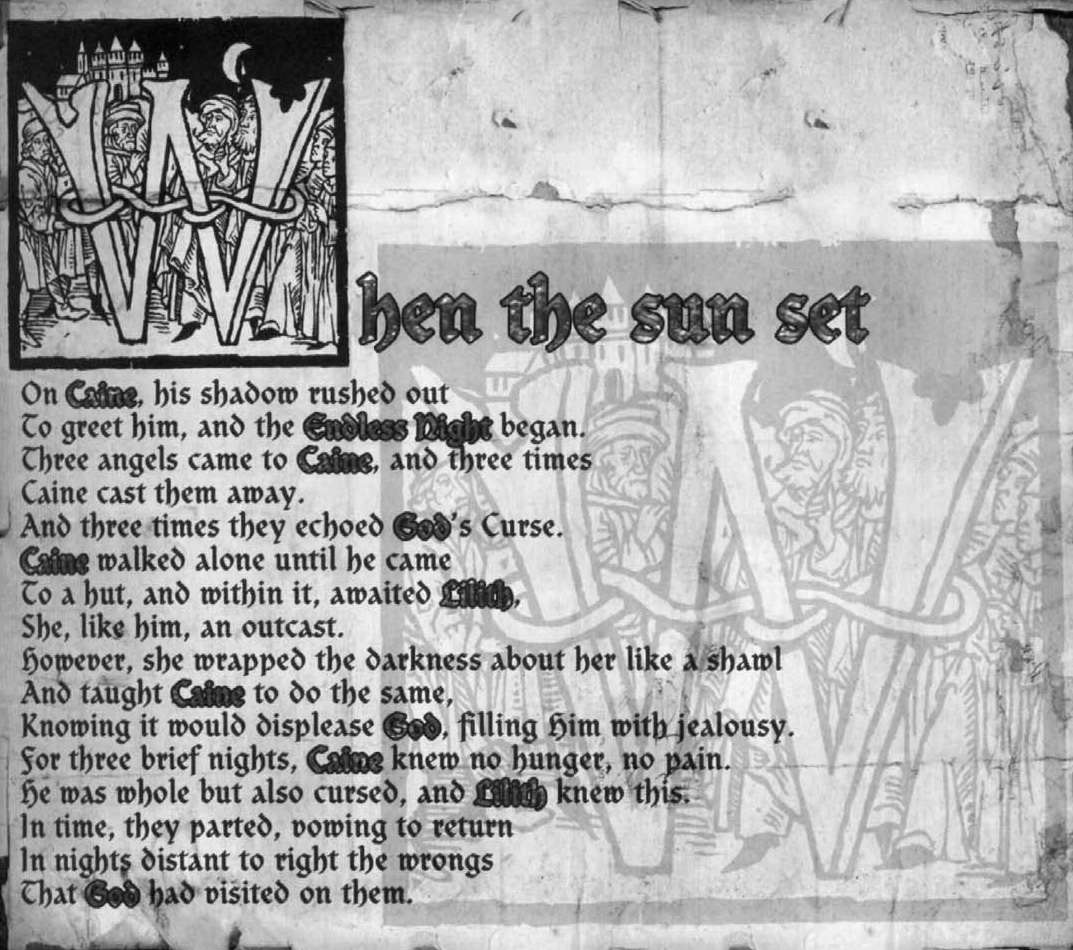 When the sun set
On Caine, his shadow rushed out
To greet him, and the Endless Night began.
Three angels came to Caine, and three times
Caine cast them away.
And three times they echoed God's Curse.
Caine walked alone until he came
To a hut, and within it, awaited Lilith,
She, like him, an outcast.
However, she wrapped the darkness about her like a shawl
And taught Caine to do the same,
Knowing it would displease God, filling Him with jealousy.
For three brief nights, Caine knew no hunger, no pain.
He was whole but also cursed, and Lilith knew this.
In time, they parted, vowing to return
In nights distant to right the wrongs
That God had visited on them.